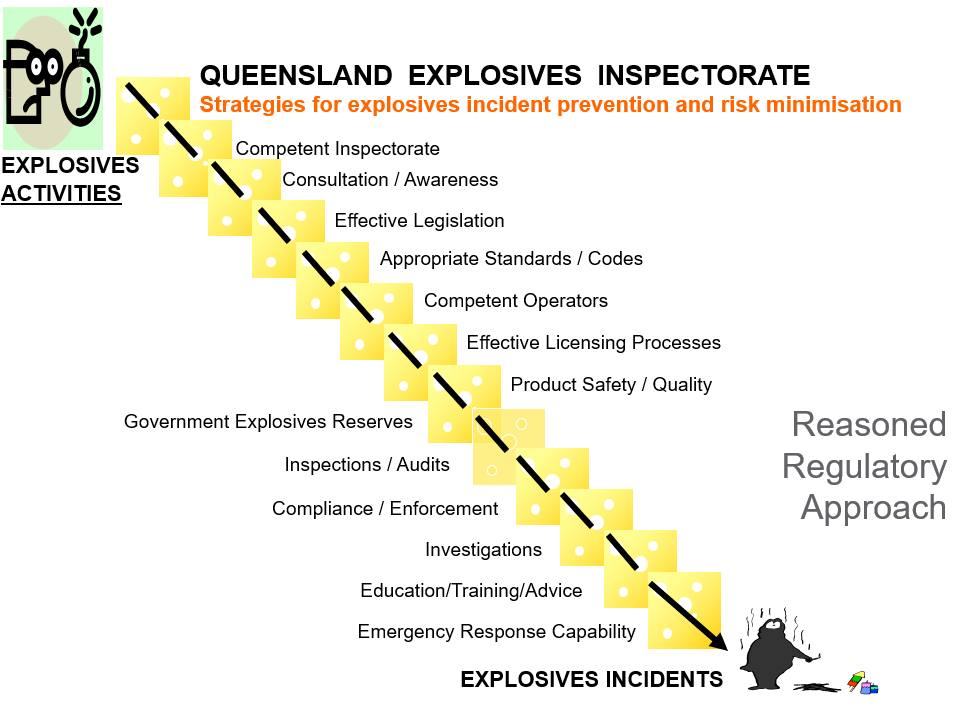 QUEENSLAND EXPLOSIVES INSPECTORATE
Strategies for explosives incident prevention and risk minimisation
EXPLOSIVES
ACTIVITIES
Competent Inspectorate
Consultation / Awareness
Effective Legislation
Appropriate Standards / Codes
Competent Operators
Effective Licensing Processes
Product Safety / Quality
Government Explosives Reserves
Inspections / Audits
Compliance / Enforcement
Investigations
Education/Training/Advice
Emergency Response Capability
EXPLOSIVES INCIDENTS
Reasoned
Regulatory
Approach